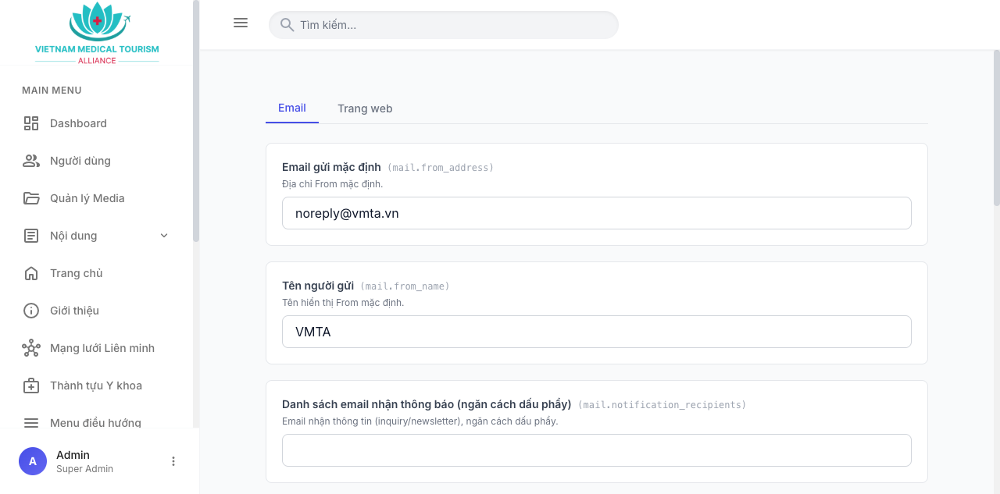 VIETNAM MEDICAL TOURISM
ALLIANCE
MAIN MENU
Dashboard
Người dùng
Quản lý Media
Nội dung
Trang chủ
Giới thiệu
Mạng lưới Liên minh
Thành tựu Y khoa
Menu điều hướng
A
Admin
Super Admin
Tìm kiếm...
Email
Trang web
Email gửi mặc định (mail.from_address)
Địa chỉ From mặc định.
noreply@vmta.vn
Tên người gửi (mail.from_name)
Tên hiển thị From mặc định.
VMTA
Danh sách email nhận thông báo (ngăn cách dấu phẩy) (mail.notification_recipients)
Email nhận thông tin (inquiry/newsletter), ngăn cách dấu phẩy.